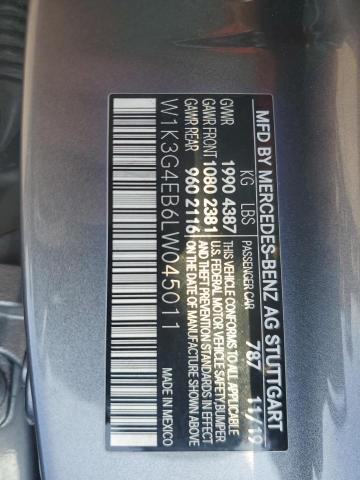 MFD BY MERCEDES-BENZ AG STUTTGART
KG LBS PASSENGER CAR 787 11/19
GVWR 1990 4387 THIS VEHICLE CONFORMS TO ALL APPLICABLE
GAWR FRONT 1080 2381 U.S. FEDERAL MOTOR VEHICLE SAFETY, BUMPER
GAWR REAR 960 2116 AND THEFT PREVENTION STANDARDS IN EFFECT
ON THE DATE OF MANUFACTURE SHOWN ABOVE
W1K3G4EB6LW045011 MADE IN MEXICO